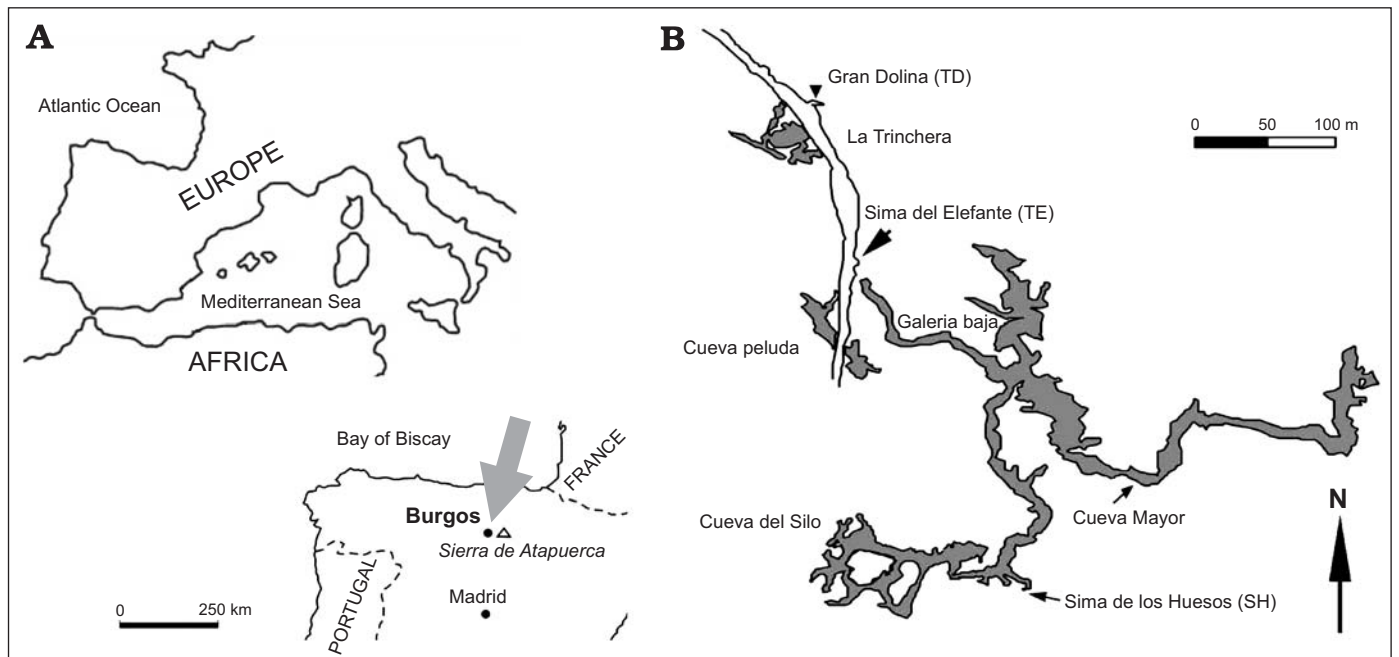 A
Atlantic Ocean
EUROPE
Mediterranean Sea
AFRICA
Bay of Biscay
FRANCE
Burgos
Sierra de Atapuerca
PORTUGAL
Madrid
0 250 km
B
Gran Dolina (TD)
La Trinchera
0 50 100 m
Sima del Elefante (TE)
Galeria baja
Cueva peluda
Cueva Mayor
N
Cueva del Silo
Sima de los Huesos (SH)